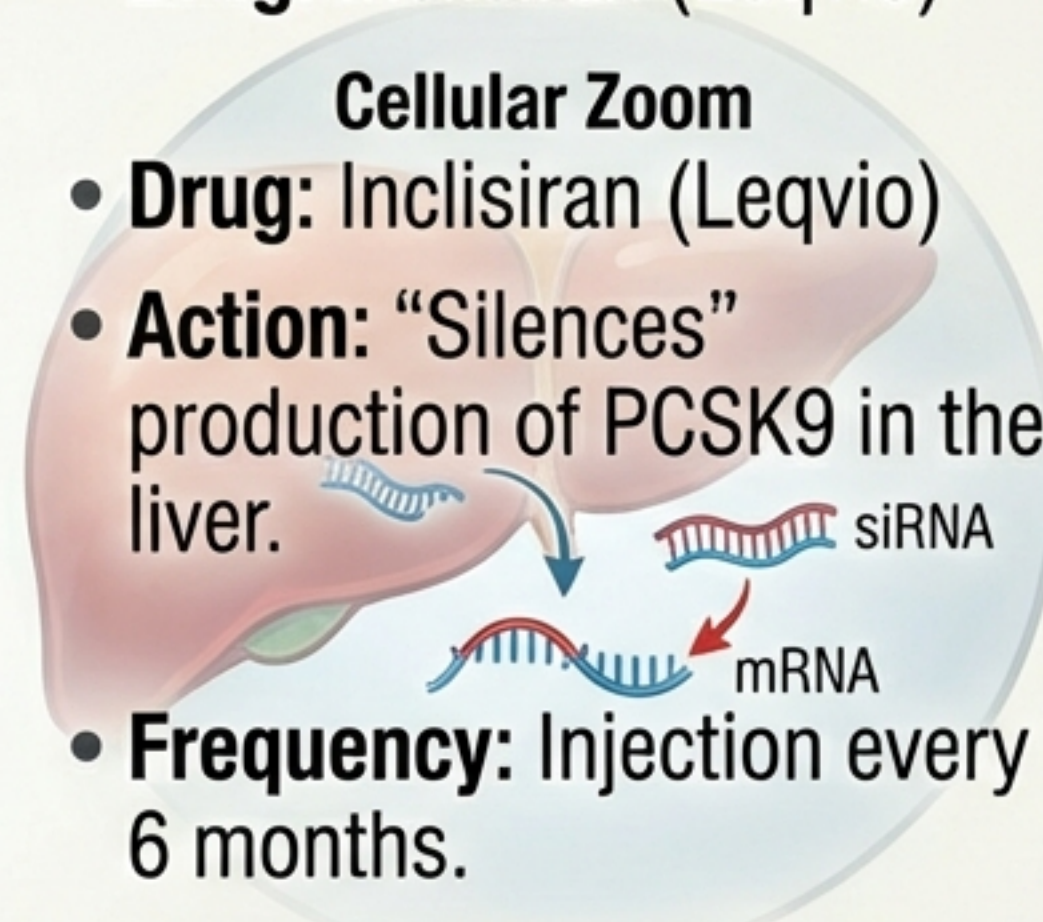 Cellular Zoom
• Drug: Inclisiran (Leqvio)
• Action: “Silences”
production of PCSK9 in the
liver.
siRNA
mRNA
• Frequency: Injection every
6 months.